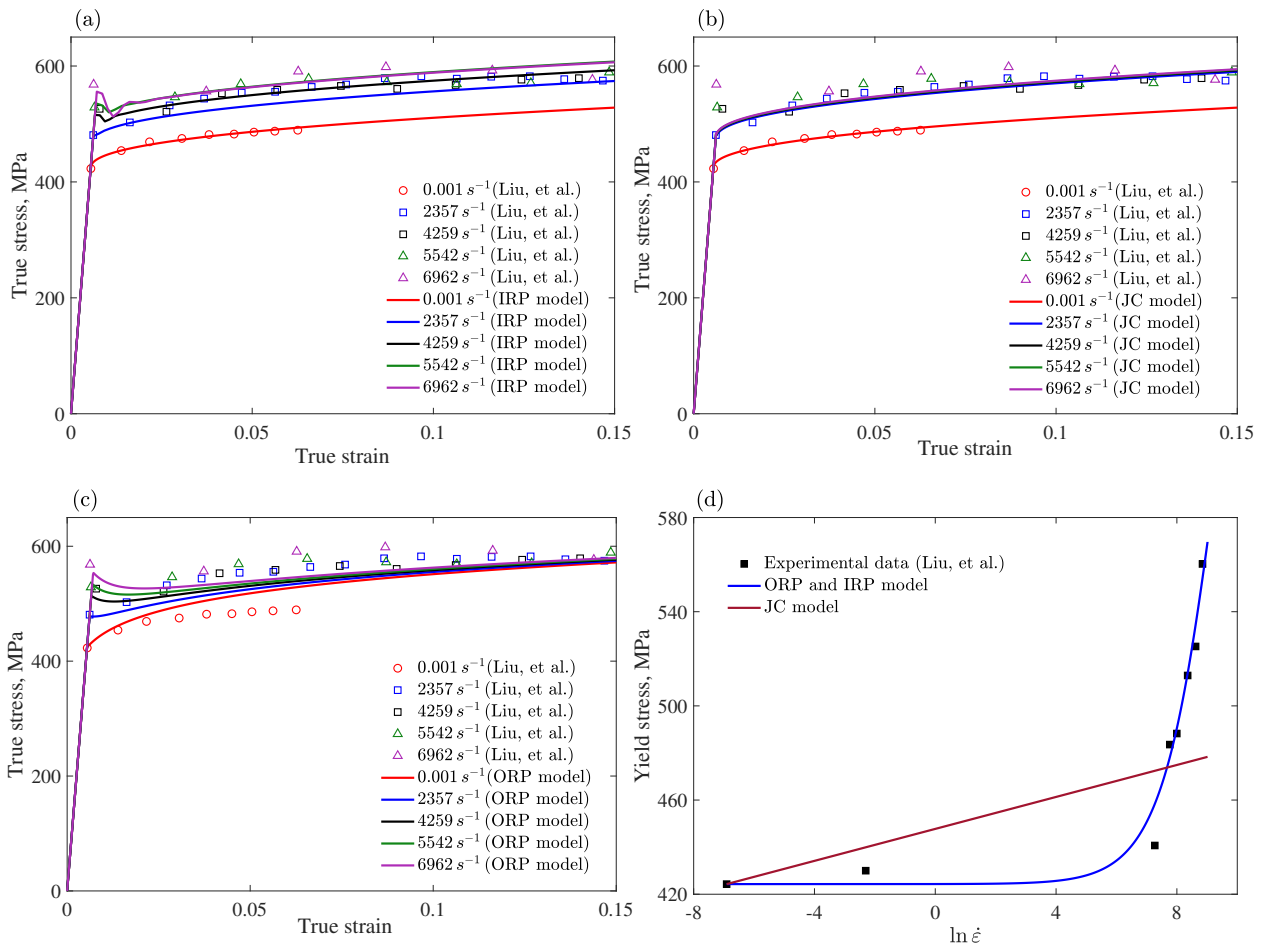 (a)
True stress, MPa
600
400
200
0
0
0.05
0.1
0.15
True strain
0.001 s⁻¹(Liu, et al.)
2357 s⁻¹ (Liu, et al.)
4259 s⁻¹ (Liu, et al.)
5542 s⁻¹ (Liu, et al.)
6962 s⁻¹ (Liu, et al.)
0.001 s⁻¹(IRP model)
2357 s⁻¹ (IRP model)
4259 s⁻¹ (IRP model)
5542 s⁻¹ (IRP model)
6962 s⁻¹ (IRP model)
(b)
True stress, MPa
600
400
200
0
0
0.05
0.1
0.15
True strain
0.001 s⁻¹(Liu, et al.)
2357 s⁻¹ (Liu, et al.)
4259 s⁻¹ (Liu, et al.)
5542 s⁻¹ (Liu, et al.)
6962 s⁻¹ (Liu, et al.)
0.001 s⁻¹(JC model)
2357 s⁻¹ (JC model)
4259 s⁻¹ (JC model)
5542 s⁻¹ (JC model)
6962 s⁻¹ (JC model)
(c)
True stress, MPa
600
400
200
0
0
0.05
0.1
0.15
True strain
0.001 s⁻¹(Liu, et al.)
2357 s⁻¹ (Liu, et al.)
4259 s⁻¹ (Liu, et al.)
5542 s⁻¹ (Liu, et al.)
6962 s⁻¹ (Liu, et al.)
0.001 s⁻¹(ORP model)
2357 s⁻¹ (ORP model)
4259 s⁻¹ (ORP model)
5542 s⁻¹ (ORP model)
6962 s⁻¹ (ORP model)
(d)
Yield stress, MPa
580
540
500
460
420
-8
-4
0
4
8
ln ε̇
Experimental data (Liu, et al.)
ORP and IRP model
JC model